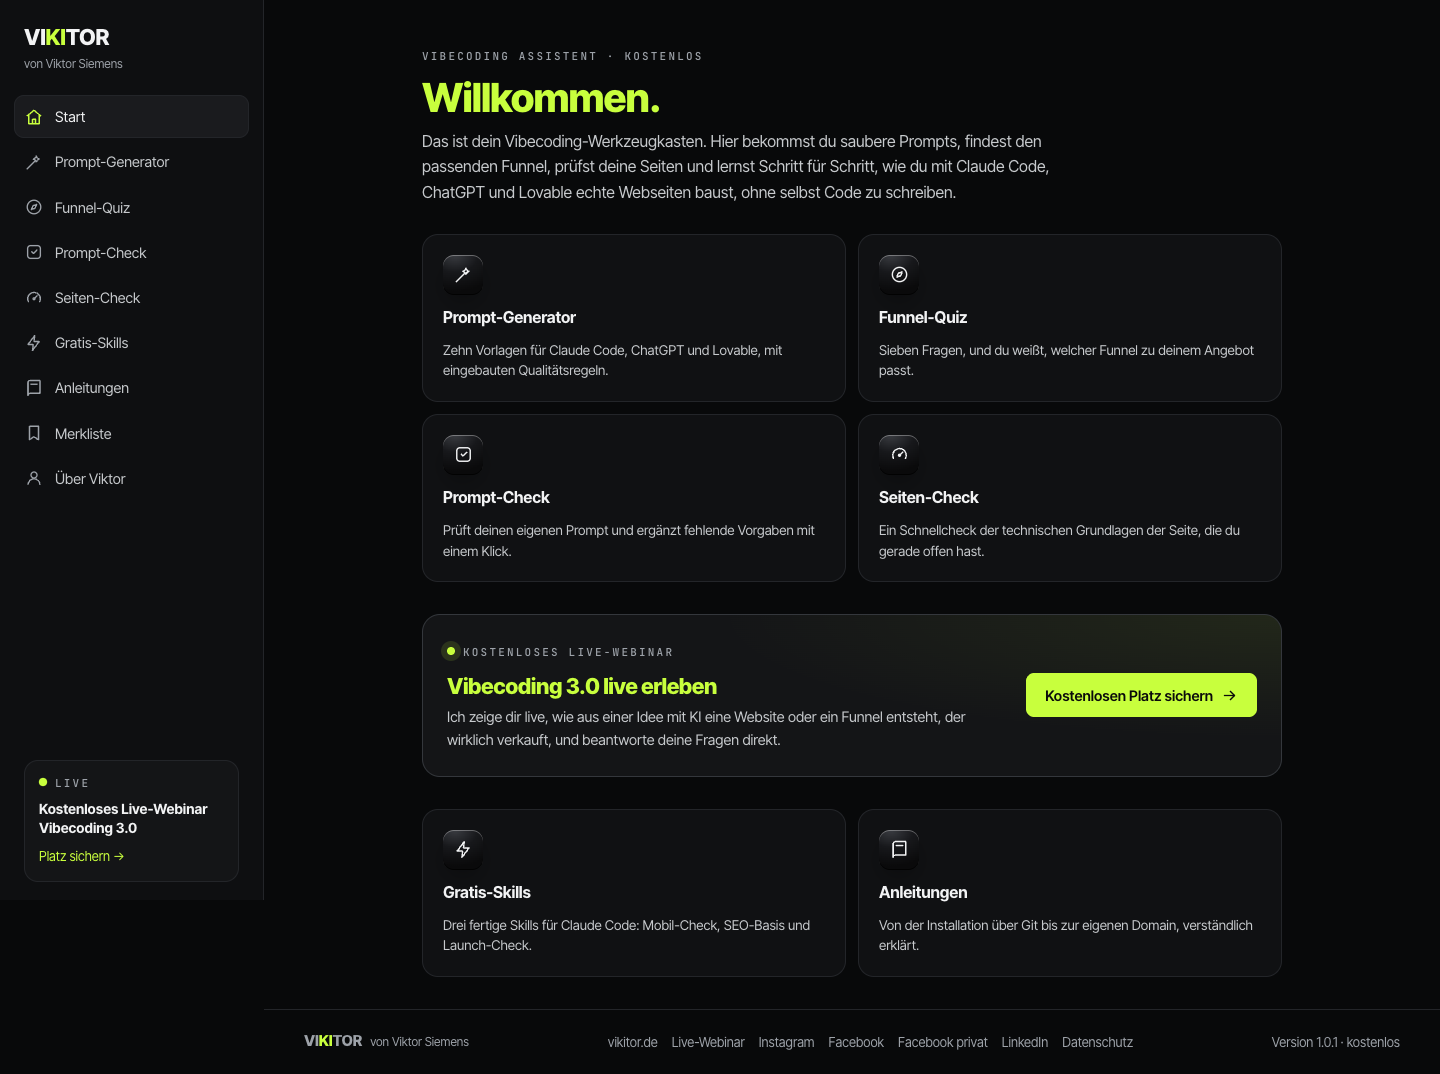 VIKITOR
von Viktor Siemens
Start
Prompt-Generator
Funnel-Quiz
Prompt-Check
Seiten-Check
Gratis-Skills
Anleitungen
Merkliste
Über Viktor
LIVE
Kostenloses Live-Webinar
Vibecoding 3.0
Platz sichern →
VIBECODING ASSISTENT · KOSTENLOS
Willkommen.
Das ist dein Vibecoding-Werkzeugkasten. Hier bekommst du saubere Prompts, findest den
passenden Funnel, prüfst deine Seiten und lernst Schritt für Schritt, wie du mit Claude Code,
ChatGPT und Lovable echte Webseiten baust, ohne selbst Code zu schreiben.
Prompt-Generator
Zehn Vorlagen für Claude Code, ChatGPT und Lovable, mit
eingebauten Qualitätsregeln.
Funnel-Quiz
Sieben Fragen, und du weißt, welcher Funnel zu deinem Angebot
passt.
Prompt-Check
Prüft deinen eigenen Prompt und ergänzt fehlende Vorgaben mit
einem Klick.
Seiten-Check
Ein Schnellcheck der technischen Grundlagen der Seite, die du
gerade offen hast.
KOSTENLOSES LIVE-WEBINAR
Vibecoding 3.0 live erleben
Ich zeige dir live, wie aus einer Idee mit KI eine Website oder ein Funnel entsteht, der
wirklich verkauft, und beantworte deine Fragen direkt.
Kostenlosen Platz sichern →
Gratis-Skills
Drei fertige Skills für Claude Code: Mobil-Check, SEO-Basis und
Launch-Check.
Anleitungen
Von der Installation über Git bis zur eigenen Domain, verständlich
erklärt.
VIKITOR von Viktor Siemens
vikitor.de Live-Webinar Instagram Facebook Facebook privat LinkedIn Datenschutz
Version 1.0.1 · kostenlos